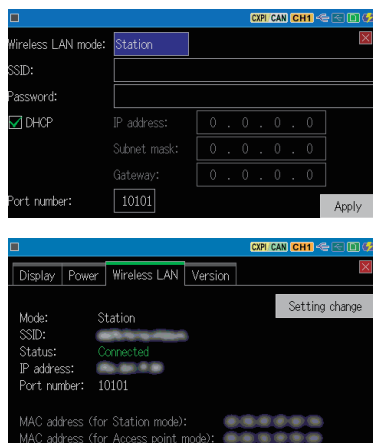 CXPI CAN CH1
Wireless LAN mode: Station
SSID:
Password:
DHCP IP address: 0 . 0 . 0 . 0
Subnet mask: 0 . 0 . 0 . 0
Gateway: 0 . 0 . 0 . 0
Port number: 10101 Apply
CXPI CAN CH1
Display Power Wireless LAN Version
Setting change
Mode: Station
SSID:
Status: Connected
IP address:
Port number: 10101
MAC address (for Station mode):
MAC address (for Access point mode):